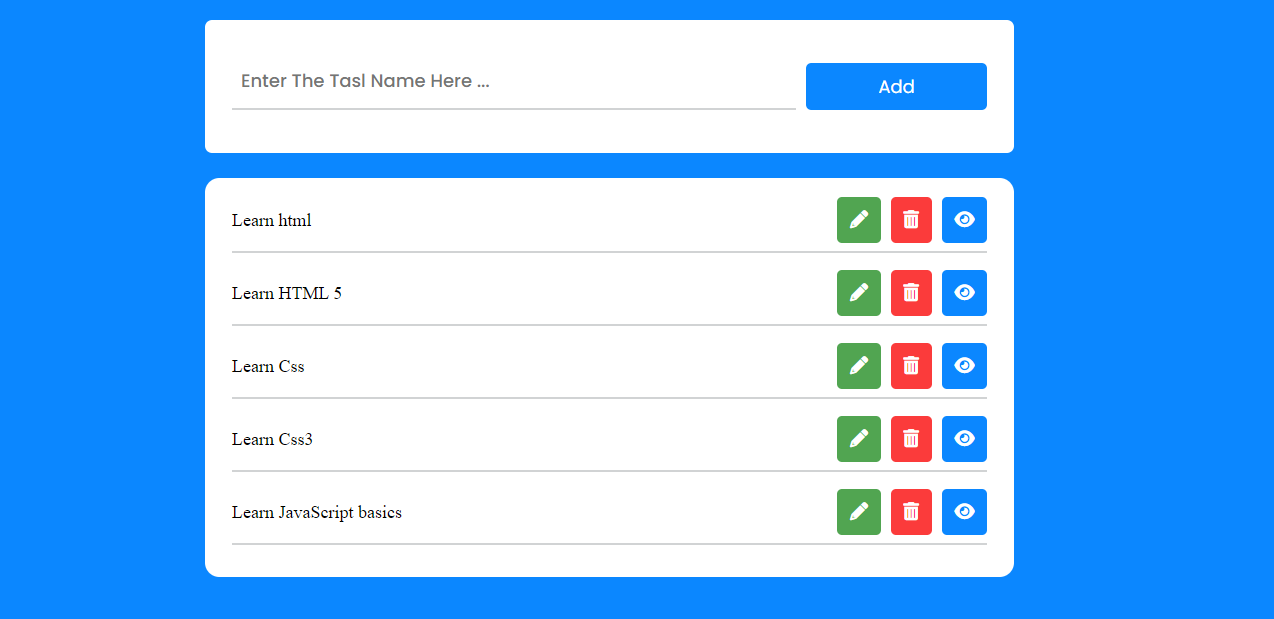 Enter The Tasl Name Here ...
Add
Learn html
Learn HTML 5
Learn Css
Learn Css3
Learn JavaScript basics